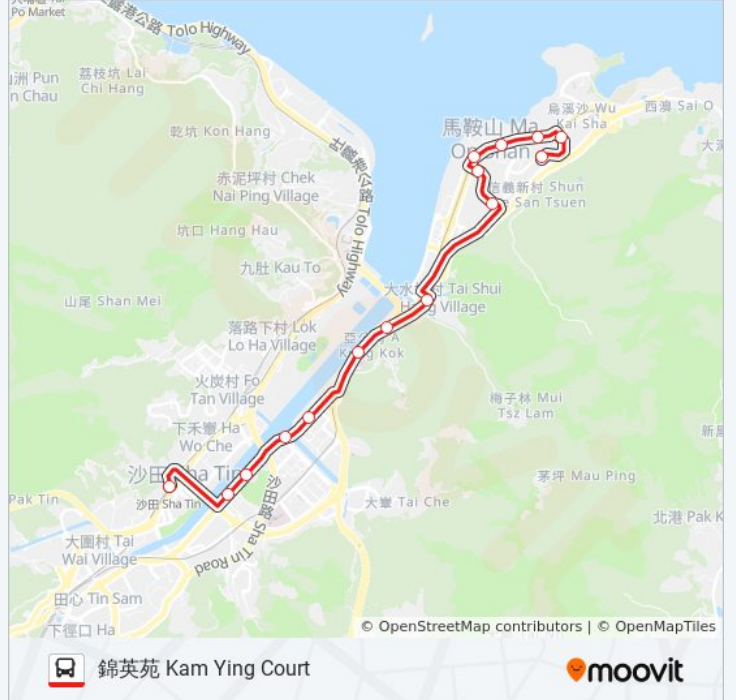 Po Market
公路 Tolo Highway
荔枝坑 Lai
Chi Hang
洲 Pun
n Chau
烏溪沙 Wu
Kai Sha
西澳 Sai O
馬鞍山 Ma
On Shan
乾坑 Kon Hang
吐露港公路 Tolo Highway
赤泥坪村 Chek
Nai Ping Village
信義新村 Shun
San Tsuen
坑口 Hang Hau
九肚 Kau To
大水 村 Tai Shui
Village
山尾 Shan Mei
落路下村 Lok
Lo Ha Village
亞公 A
K Kok
火炭村 Fo
Tan Village
梅子林 Mui
Tsz Lam
下禾輋 Ha
Wo Che
沙田 Sha Tin
茅坪 Mau Ping
Pak Tin
沙田 Sha Tin
沙田路 Sha Tin Road
大輋 Tai Che
北港 Pak K
大圍村 Tai
Wai Village
田心 Tin Sam
下徑口 Ha
© OpenStreetMap contributors | © OpenMapTiles
錦英苑 Kam Ying Court
moovit